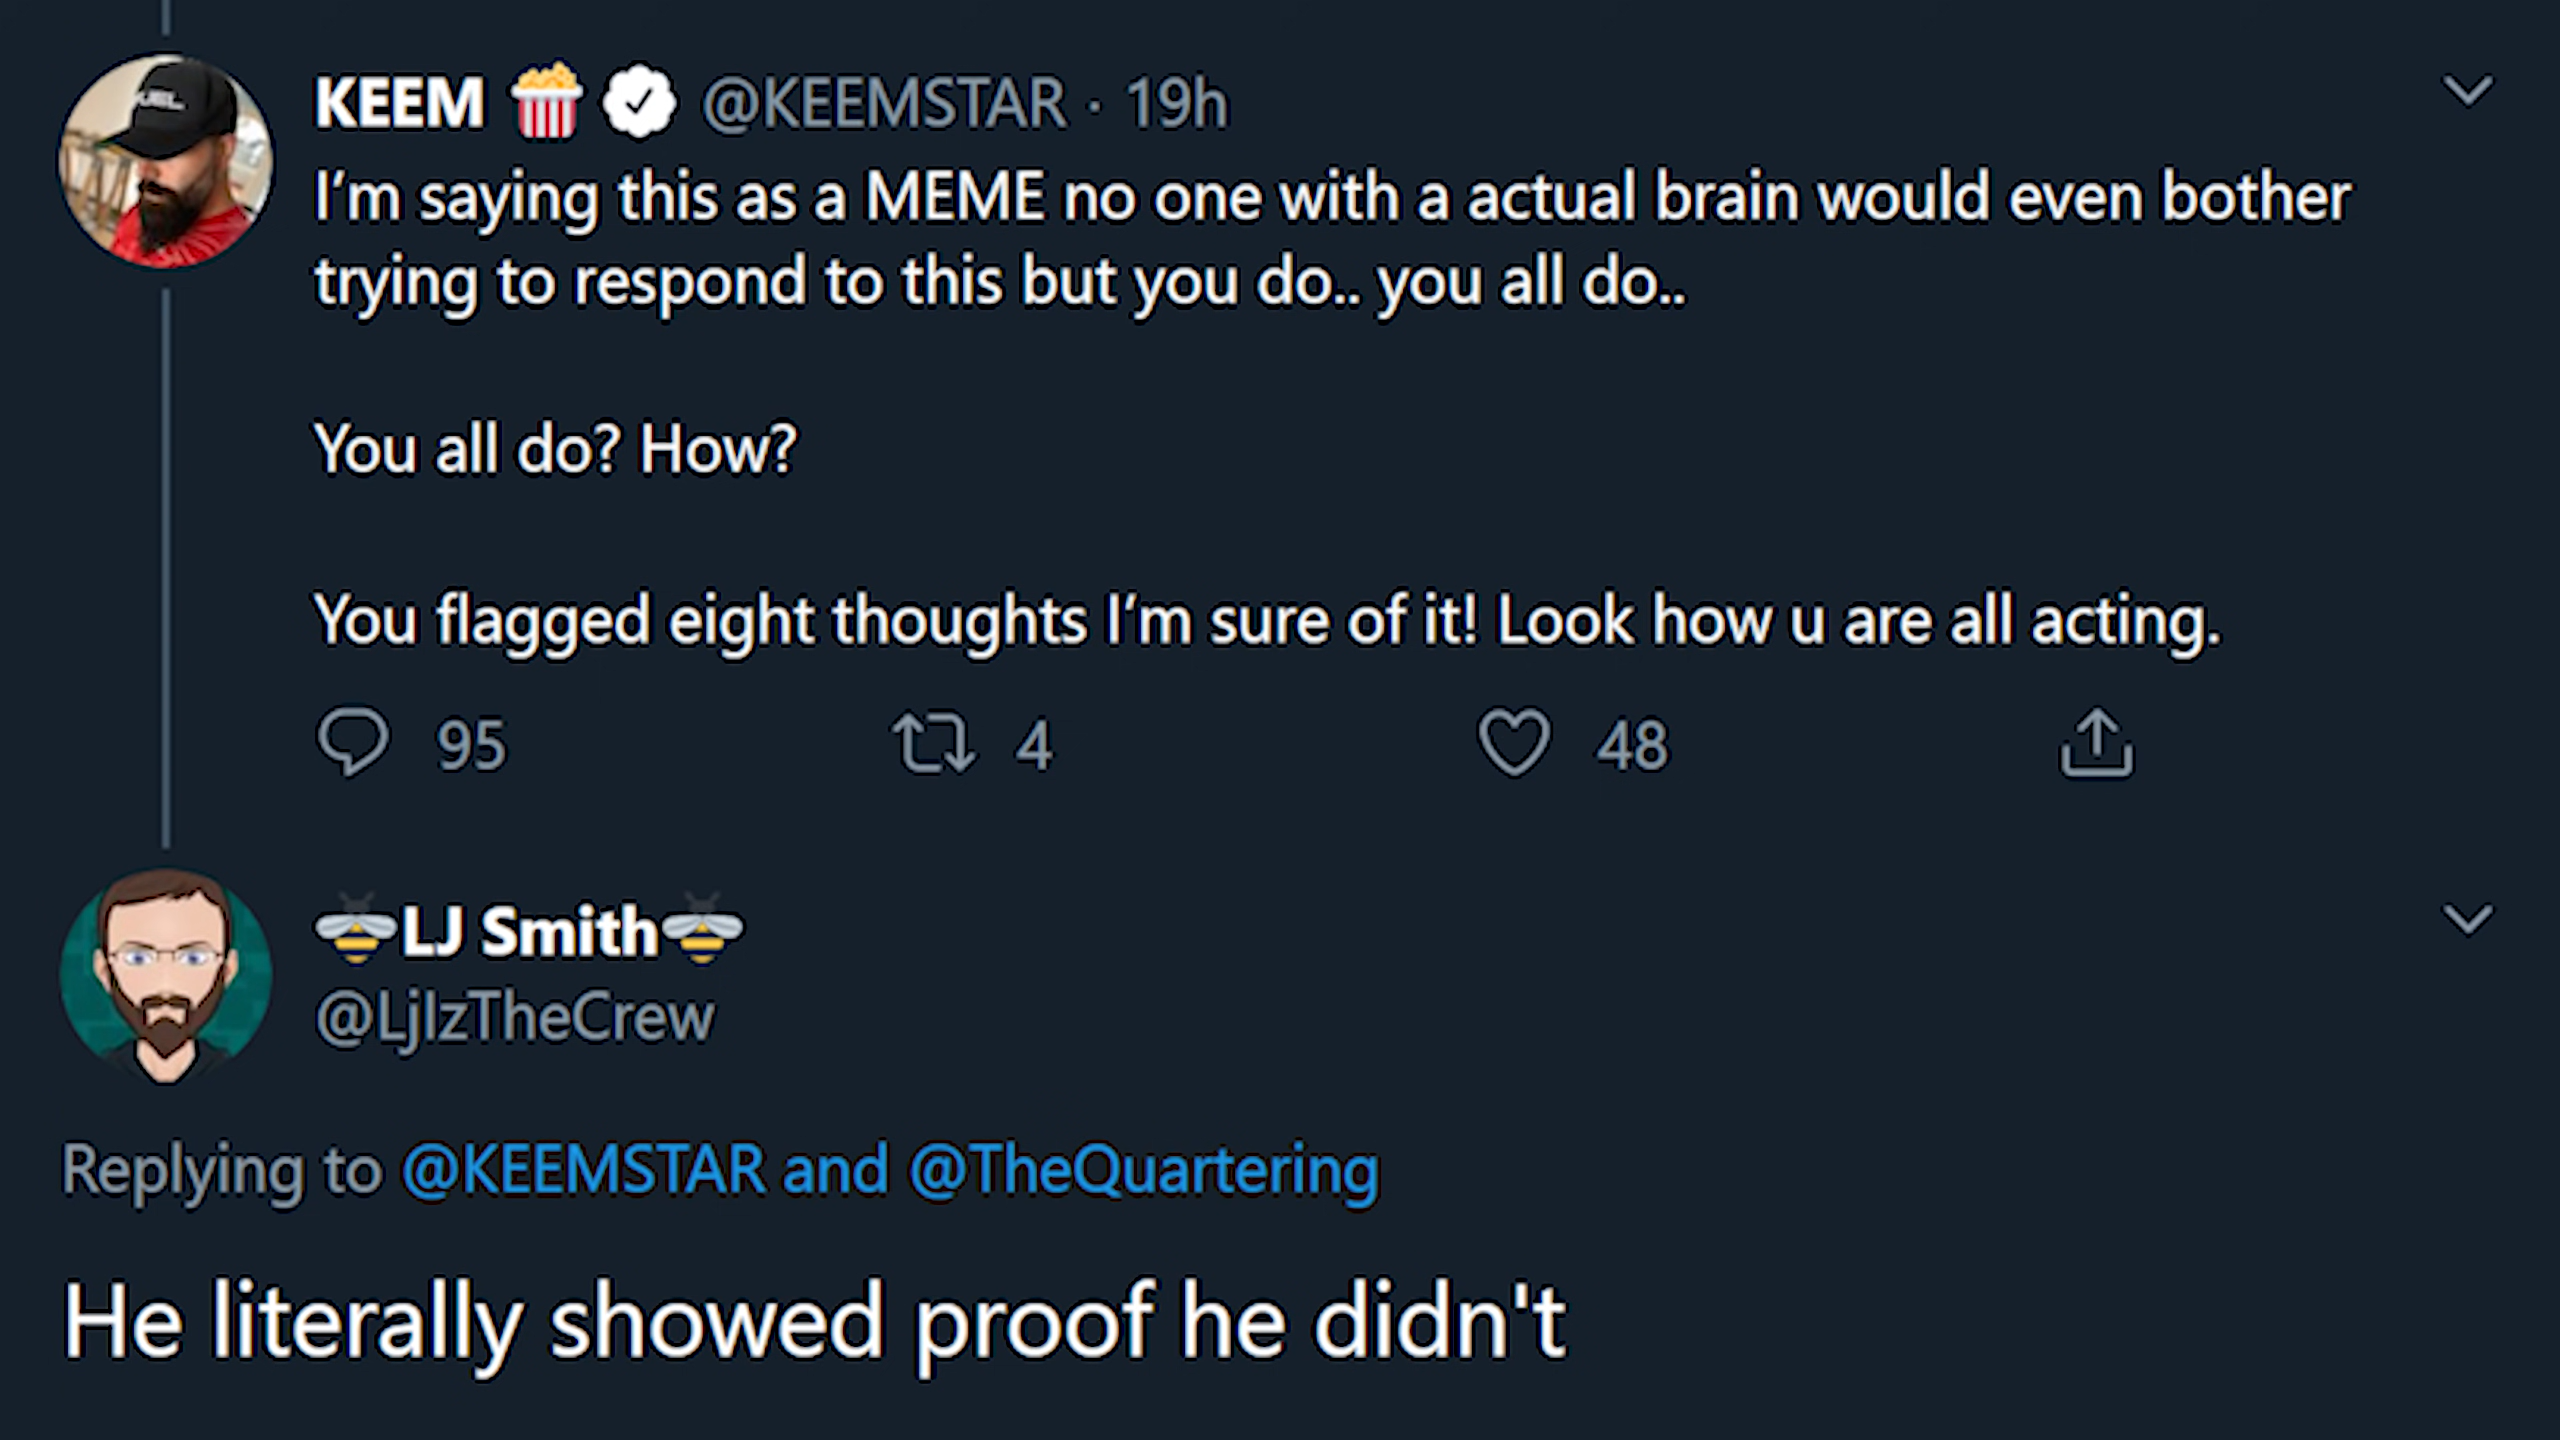 KEEM 🍿 @KEEMSTAR · 19h
I'm saying this as a MEME no one with a actual brain would even bother
trying to respond to this but you do.. you all do..
You all do? How?
You flagged eight thoughts I'm sure of it! Look how u are all acting.
95 4 48
🐝LJ Smith🐝
@LjIzTheCrew
Replying to @KEEMSTAR and @TheQuartering
He literally showed proof he didn't